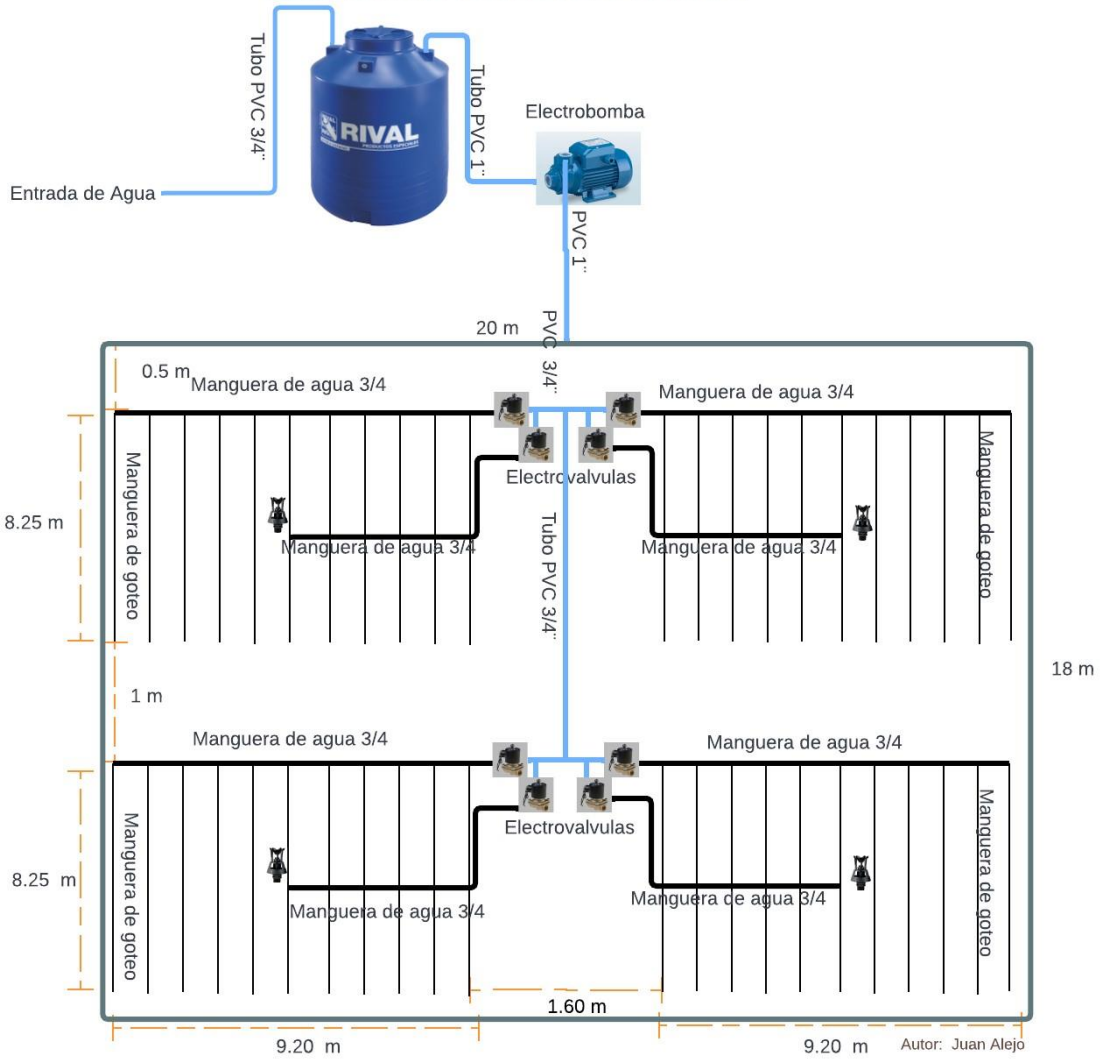 Tubo PVC 3/4¨
Tubo PVC 1¨
Electrobomba
RIVAL
PRODUCTOS ESPECIALES
Entrada de Agua
PVC 1¨
20 m
PVC 3/4¨
0.5 m
Manguera de agua 3/4
Manguera de agua 3/4
Manguera de goteo
Electrovalvulas
Manguera de goteo
8.25 m
Manguera de agua 3/4
Tubo PVC 3/4¨
Manguera de agua 3/4
18 m
1 m
Manguera de agua 3/4
Manguera de agua 3/4
Manguera de goteo
Electrovalvulas
Manguera de goteo
8.25 m
Manguera de agua 3/4
Manguera de agua 3/4
1.60 m
9.20 m
9.20 m
Autor: Juan Alejo